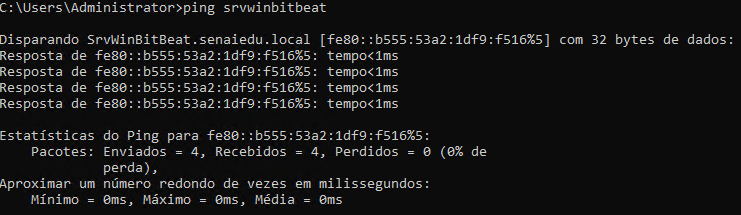 C:\Users\Administrator>ping srvwinbitbeat
Disparando SrvWinBitBeat.senaiedu.local [fe80::b555:53a2:1df9:f516%5] com 32 bytes de dados:
Resposta de fe80::b555:53a2:1df9:f516%5: tempo<1ms
Resposta de fe80::b555:53a2:1df9:f516%5: tempo<1ms
Resposta de fe80::b555:53a2:1df9:f516%5: tempo<1ms
Resposta de fe80::b555:53a2:1df9:f516%5: tempo<1ms
Estatísticas do Ping para fe80::b555:53a2:1df9:f516%5:
Pacotes: Enviados = 4, Recebidos = 4, Perdidos = 0 (0% de
perda),
Aproximar um número redondo de vezes em milissegundos:
Mínimo = 0ms, Máximo = 0ms, Média = 0ms